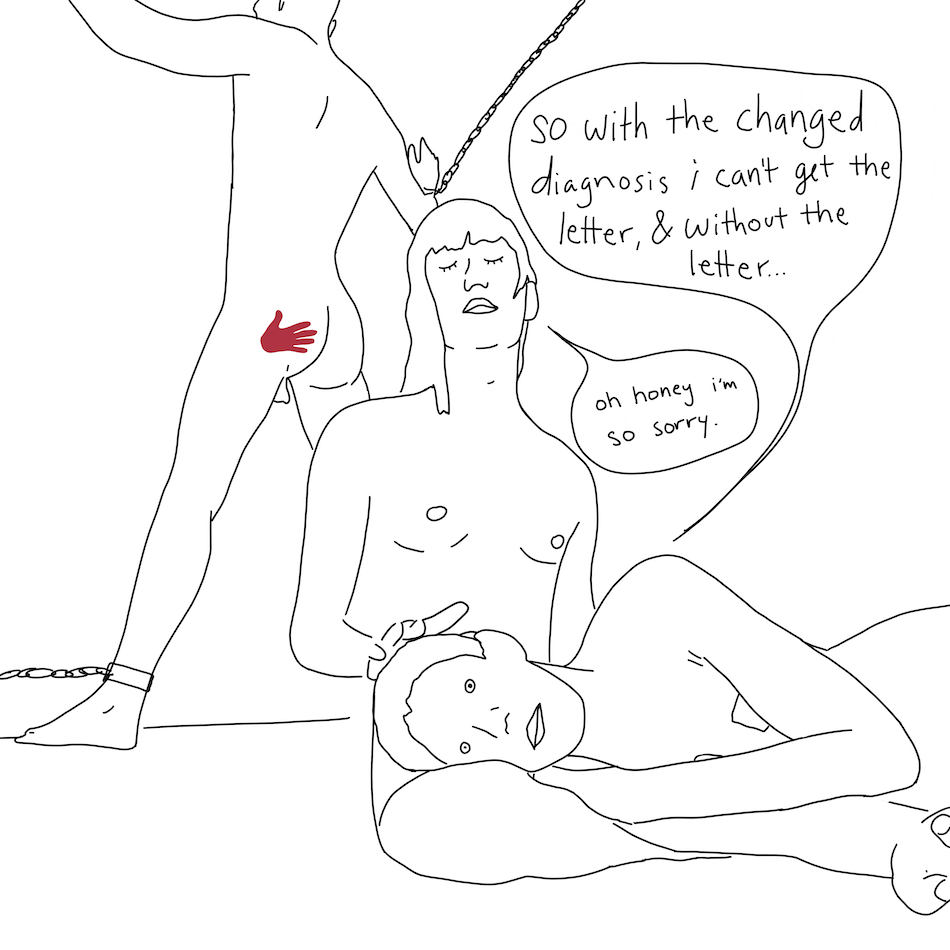 so with the changed
diagnosis i can't get the
letter, & without the
letter...
oh honey i'm
so sorry.